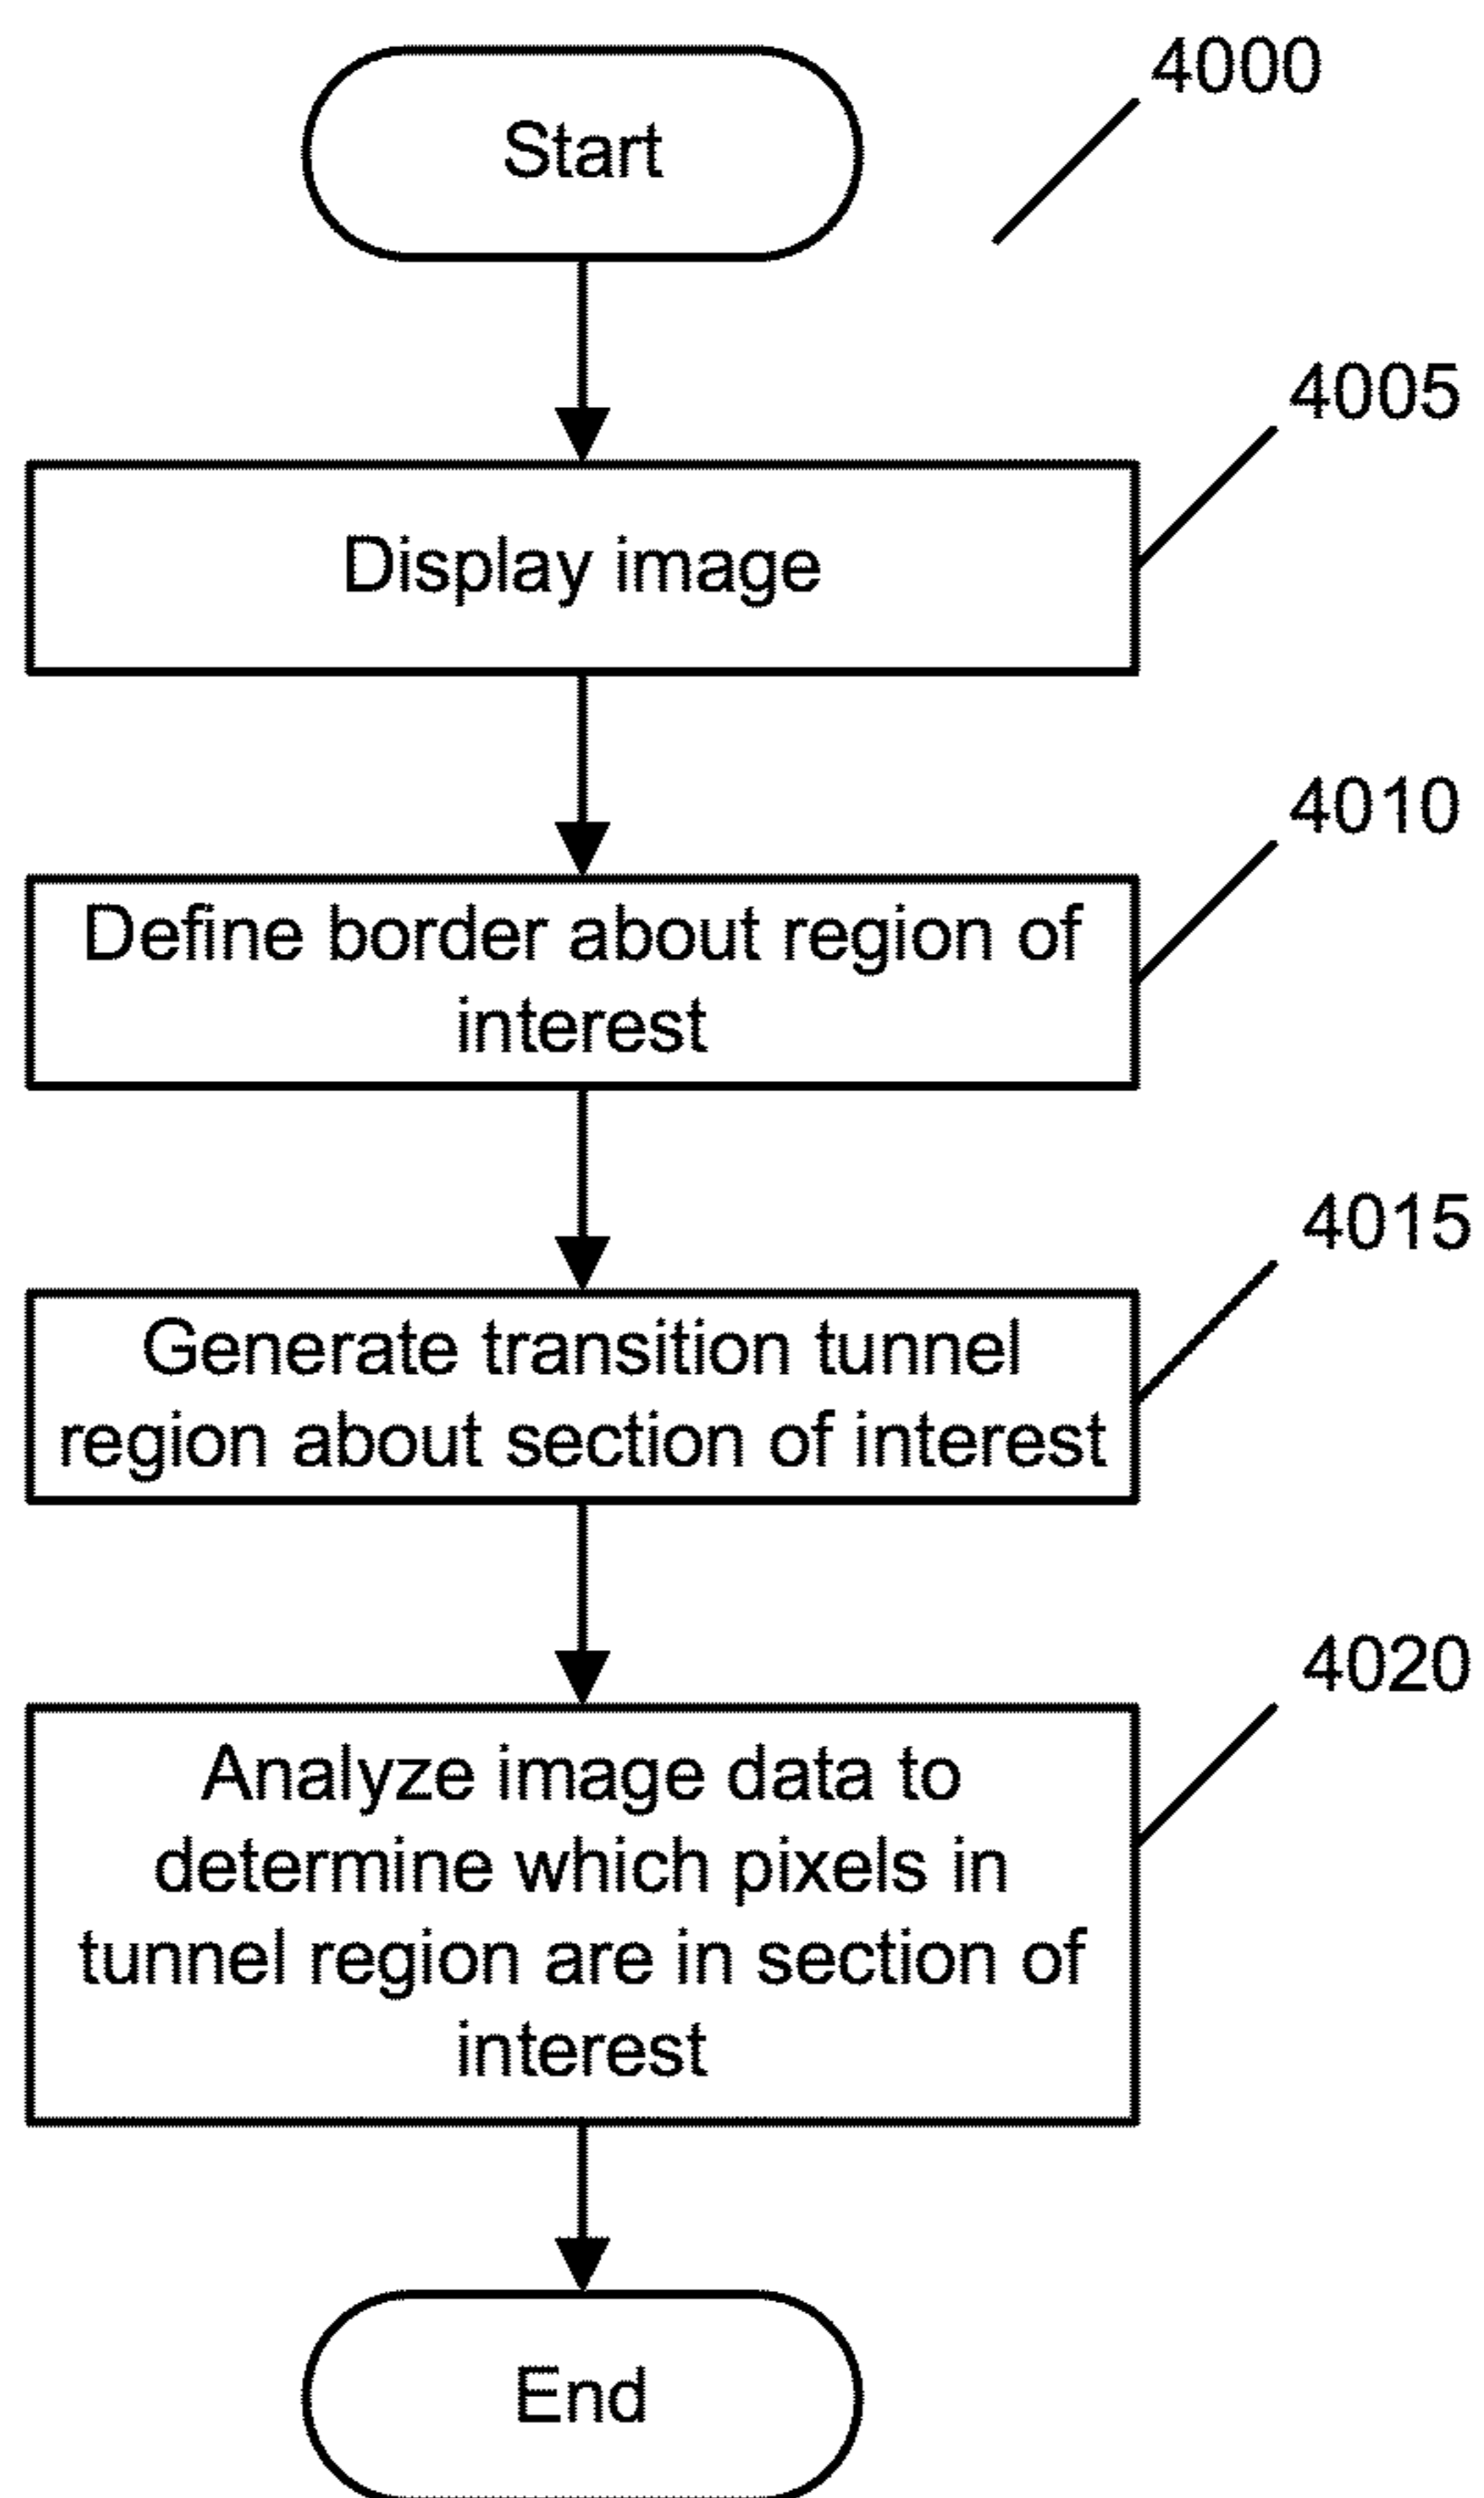 Start
4000
4005
Display image
4010
Define border about region of
interest
4015
Generate transition tunnel
region about section of interest
4020
Analyze image data to
determine which pixels in
tunnel region are in section of
interest
End